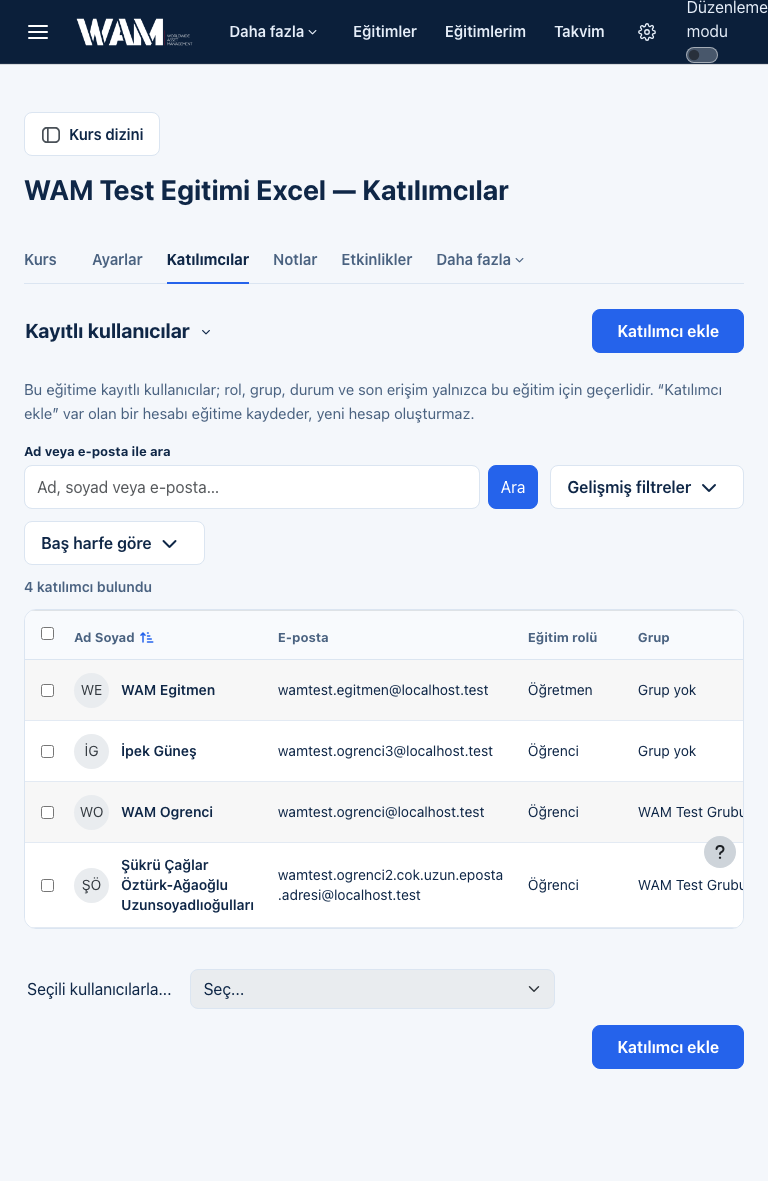 Düzenleme
modu
WAM
Daha fazla
Eğitimler
Eğitimlerim
Takvim
Kurs dizini
WAM Test Egitimi Excel — Katılımcılar
Kurs
Ayarlar
Katılımcılar
Notlar
Etkinlikler
Daha fazla
Kayıtlı kullanıcılar
Katılımcı ekle
Bu eğitime kayıtlı kullanıcılar; rol, grup, durum ve son erişim yalnızca bu eğitim için geçerlidir. “Katılımcı
ekle” var olan bir hesabı eğitime kaydeder, yeni hesap oluşturmaz.
Ad veya e-posta ile ara
Ad, soyad veya e-posta...
Ara
Gelişmiş filtreler
Baş harfe göre
4 katılımcı bulundu
Ad Soyad E-posta Eğitim rolü Grup
WE WAM Egitmen wamtest.egitmen@localhost.test Öğretmen Grup yok
İG İpek Güneş wamtest.ogrenci3@localhost.test Öğrenci Grup yok
WO WAM Ogrenci wamtest.ogrenci@localhost.test Öğrenci WAM Test Grubu
?
ŞÖ Şükrü Çağlar
Öztürk-Ağaoğlu
Uzunsoyadlıoğulları
wamtest.ogrenci2.cok.uzun.eposta
.adresi@localhost.test
Öğrenci WAM Test Grubu
Seçili kullanıcılarla...
Seç...
Katılımcı ekle